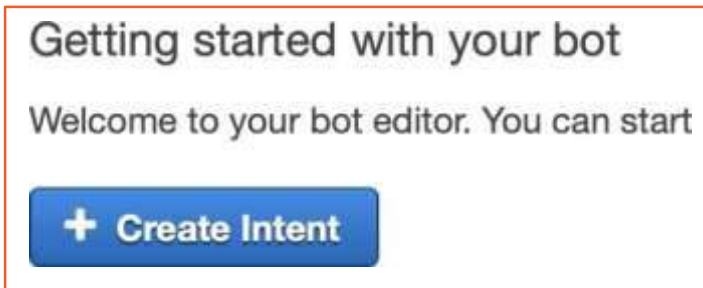 Getting started with your bot
Welcome to your bot editor. You can start
+ Create Intent